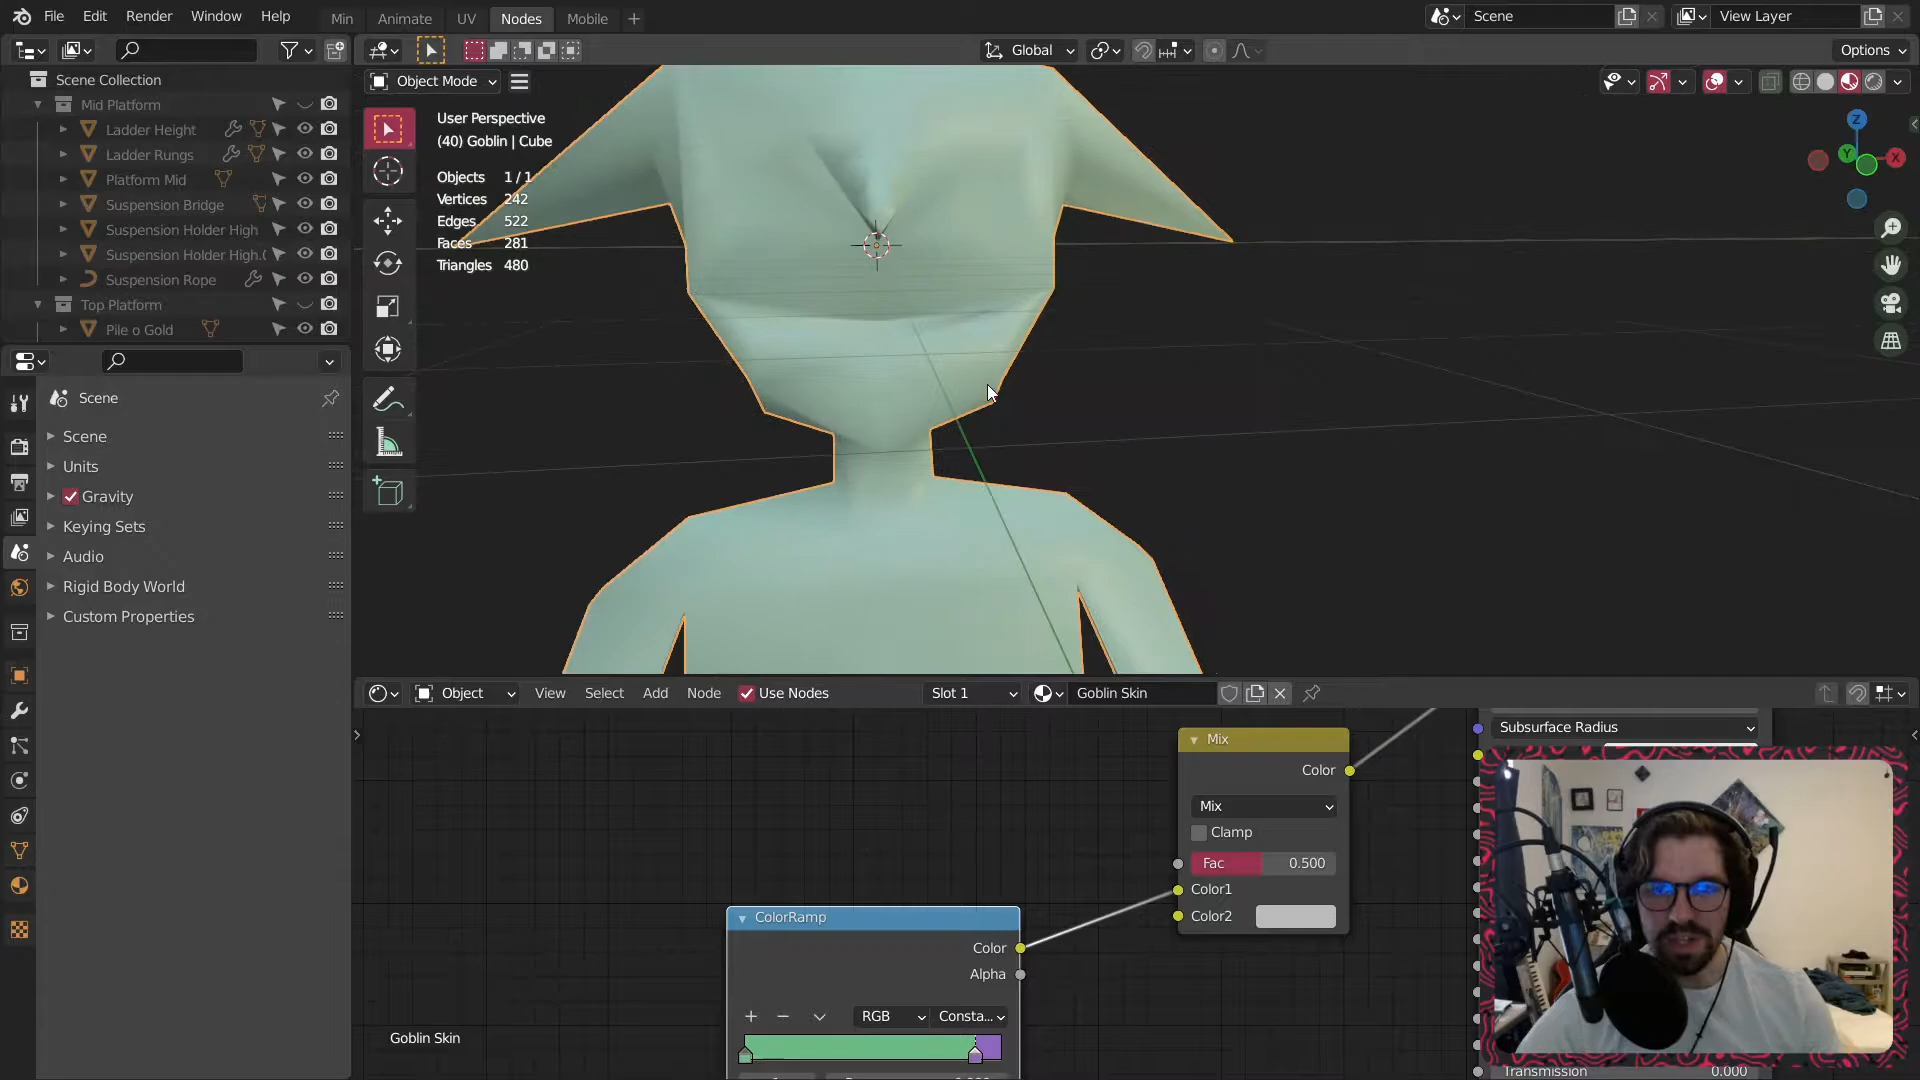 File Edit Render Window Help Min Animate UV Nodes Mobile + Scene View Layer
Global Options
Scene Collection
Object Mode
Mid Platform
Ladder Height
Ladder Rungs
Platform Mid
Suspension Bridge
Suspension Holder High
Suspension Holder High.(
Suspension Rope
Top Platform
Pile o Gold
User Perspective
(40) Goblin | Cube
Objects 1 / 1
Vertices 242
Edges 522
Faces 281
Triangles 480
Z
Y
X
Scene
Scene
Units
Gravity
Keying Sets
Audio
Rigid Body World
Custom Properties
Object View Select Add Node Use Nodes Slot 1 Goblin Skin
Mix
Color
Mix
Clamp
Fac 0.500
Color1
Color2
Subsurface Radius
ColorRamp
Color
Alpha
RGB Consta...
Goblin Skin
Transmission 0.000